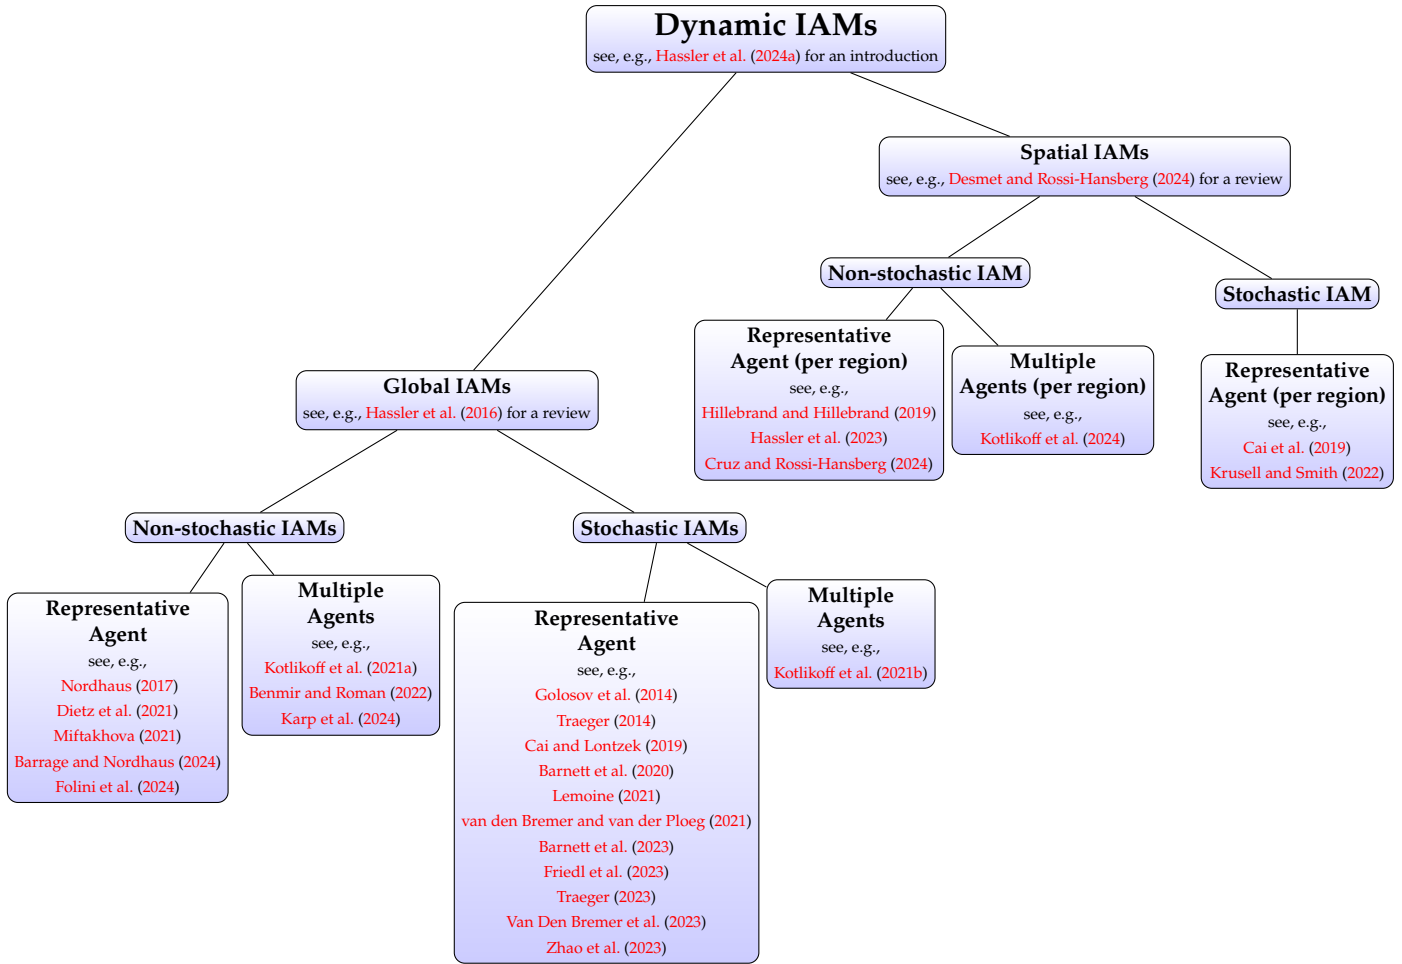 Dynamic IAMs
see, e.g., Hassler et al. (2024a) for an introduction
Spatial IAMs
see, e.g., Desmet and Rossi-Hansberg (2024) for a review
Non-stochastic IAM
Stochastic IAM
Representative
Agent (per region)
see, e.g.,
Hillebrand and Hillebrand (2019)
Hassler et al. (2023)
Cruz and Rossi-Hansberg (2024)
Multiple
Agents (per region)
see, e.g.,
Kotlikoff et al. (2024)
Representative
Agent (per region)
see, e.g.,
Cai et al. (2019)
Krusell and Smith (2022)
Global IAMs
see, e.g., Hassler et al. (2016) for a review
Non-stochastic IAMs
Stochastic IAMs
Representative
Agent
see, e.g.,
Nordhaus (2017)
Dietz et al. (2021)
Miftakhova (2021)
Barrage and Nordhaus (2024)
Folini et al. (2024)
Multiple
Agents
see, e.g.,
Kotlikoff et al. (2021a)
Benmir and Roman (2022)
Karp et al. (2024)
Representative
Agent
see, e.g.,
Golosov et al. (2014)
Traeger (2014)
Cai and Lontzek (2019)
Barnett et al. (2020)
Lemoine (2021)
van den Bremer and van der Ploeg (2021)
Barnett et al. (2023)
Friedl et al. (2023)
Traeger (2023)
Van Den Bremer et al. (2023)
Zhao et al. (2023)
Multiple
Agents
see, e.g.,
Kotlikoff et al. (2021b)